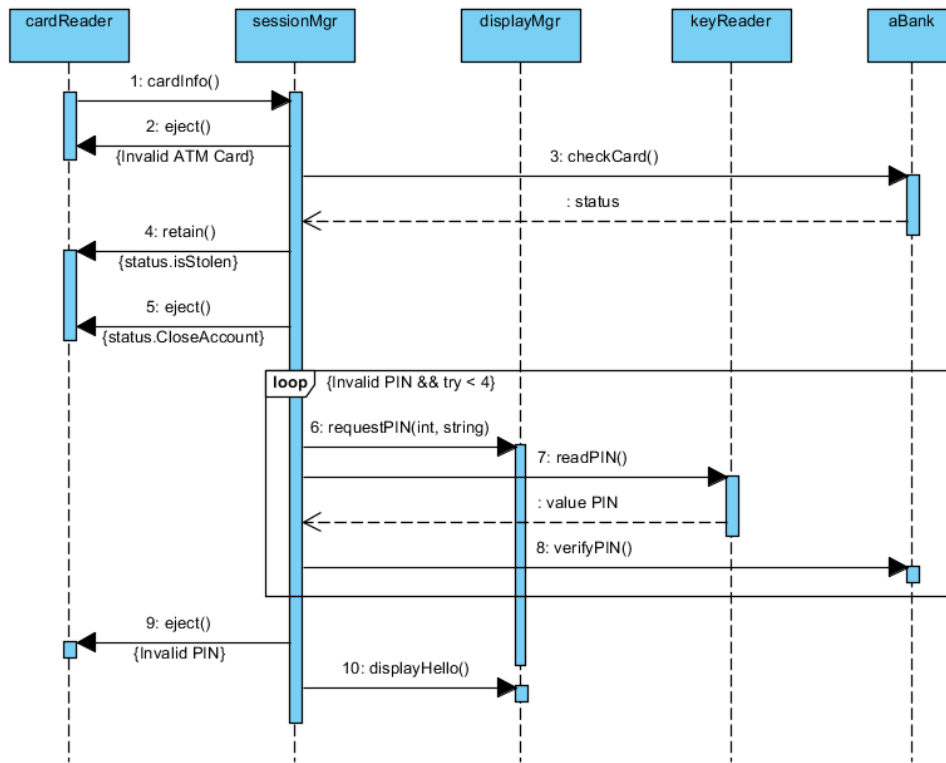 cardReader
sessionMgr
displayMgr
keyReader
aBank
1: cardInfo()
2: eject()
{Invalid ATM Card}
3: checkCard()
: status
4: retain()
{status.isStolen}
5: eject()
{status.CloseAccount}
loop {Invalid PIN && try < 4}
6: requestPIN(int, string)
7: readPIN()
: value PIN
8: verifyPIN()
9: eject()
{Invalid PIN}
10: displayHello()